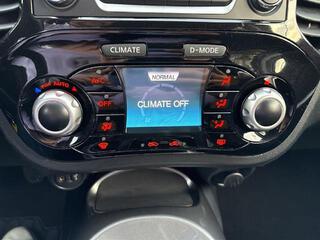 CLIMATE
D-MODE
NORMAL
AUTO
A/C
OFF
CLIMATE OFF